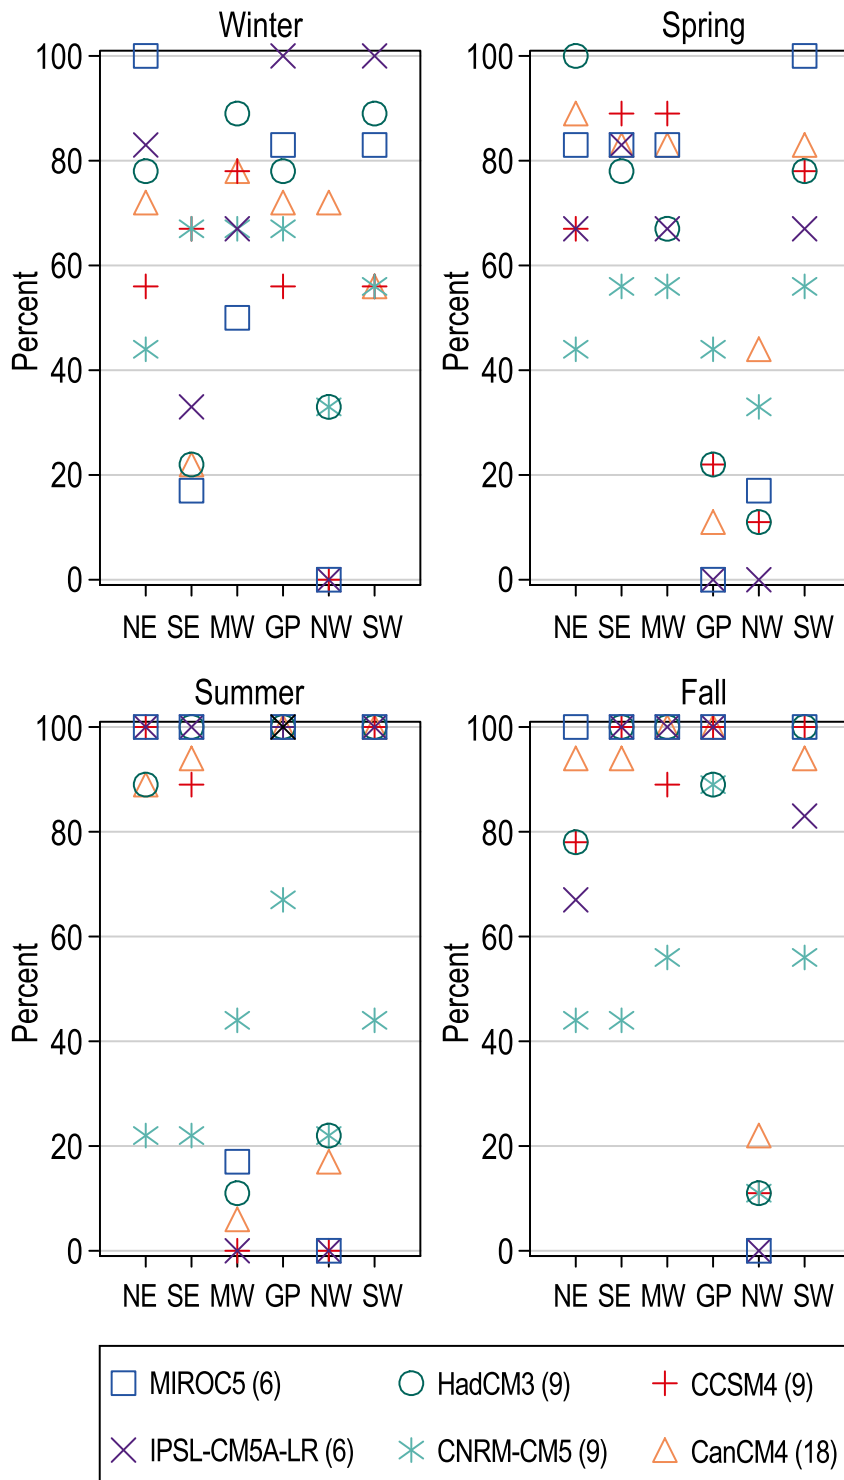 Winter
Spring
Percent
100
80
60
40
20
0
NE SE MW GP NW SW
Percent
100
80
60
40
20
0
NE SE MW GP NW SW
Summer
Fall
Percent
100
80
60
40
20
0
NE SE MW GP NW SW
Percent
100
80
60
40
20
0
NE SE MW GP NW SW
MIROC5 (6) HadCM3 (9) CCSM4 (9)
IPSL-CM5A-LR (6) CNRM-CM5 (9) CanCM4 (18)